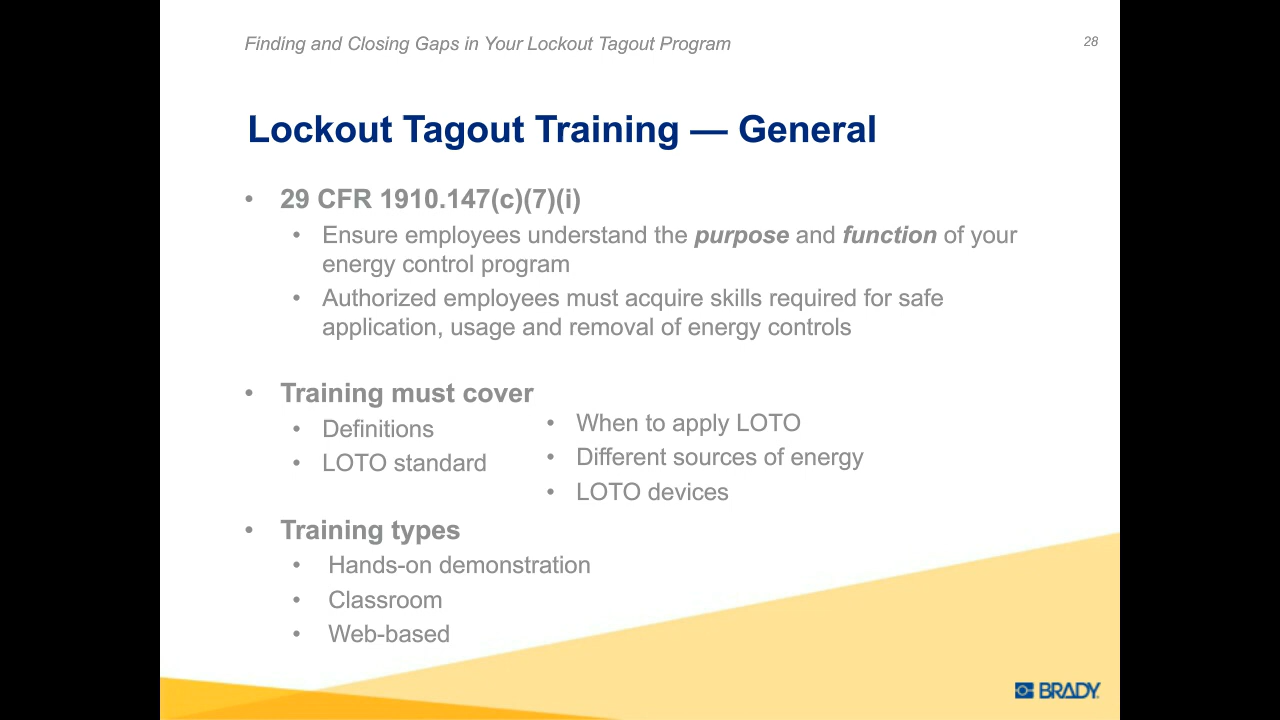 Finding and Closing Gaps in Your Lockout Tagout Program
28
Lockout Tagout Training — General
• 29 CFR 1910.147(c)(7)(i)
• Ensure employees understand the purpose and function of your
energy control program
• Authorized employees must acquire skills required for safe
application, usage and removal of energy controls
• Training must cover
• Definitions
• LOTO standard
• When to apply LOTO
• Different sources of energy
• LOTO devices
• Training types
• Hands-on demonstration
• Classroom
• Web-based
BRADY